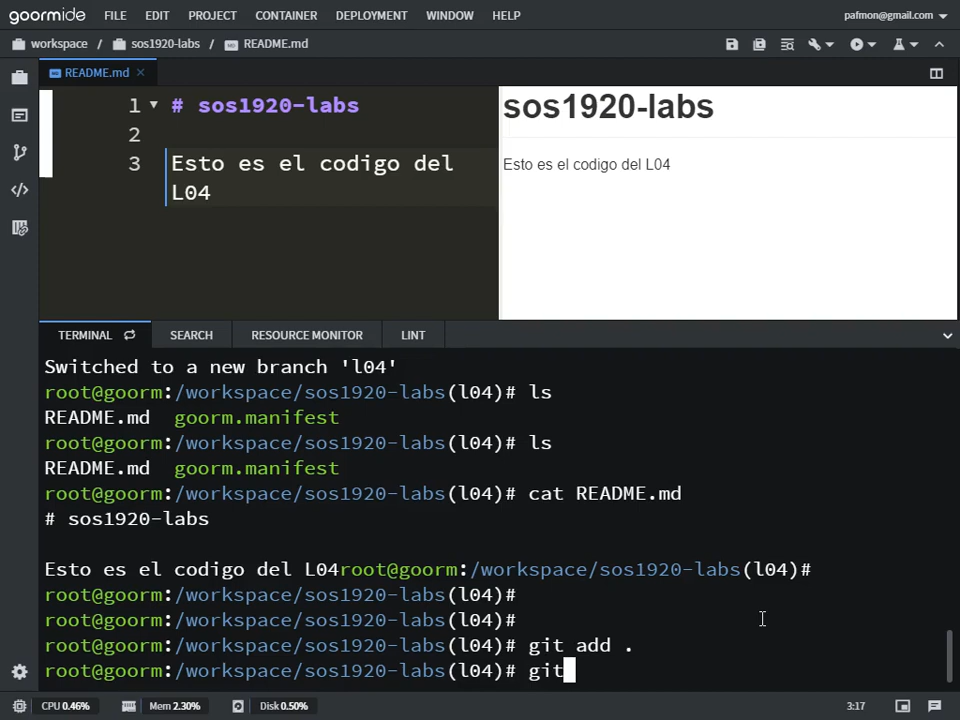 goormide FILE EDIT PROJECT CONTAINER DEPLOYMENT WINDOW HELP pafmon@gmail.com
workspace / sos1920-labs / README.md
README.md
1 # sos1920-labs
2
3 Esto es el codigo del
L04
sos1920-labs
Esto es el codigo del L04
TERMINAL SEARCH RESOURCE MONITOR LINT
Switched to a new branch 'l04'
root@goorm:/workspace/sos1920-labs(l04)# ls
README.md goorm.manifest
root@goorm:/workspace/sos1920-labs(l04)# ls
README.md goorm.manifest
root@goorm:/workspace/sos1920-labs(l04)# cat README.md
# sos1920-labs
Esto es el codigo del L04root@goorm:/workspace/sos1920-labs(l04)#
root@goorm:/workspace/sos1920-labs(l04)#
root@goorm:/workspace/sos1920-labs(l04)#
root@goorm:/workspace/sos1920-labs(l04)# git add .
root@goorm:/workspace/sos1920-labs(l04)# git
CPU 0.46% Mem 2.30% Disk 0.50% 3:17